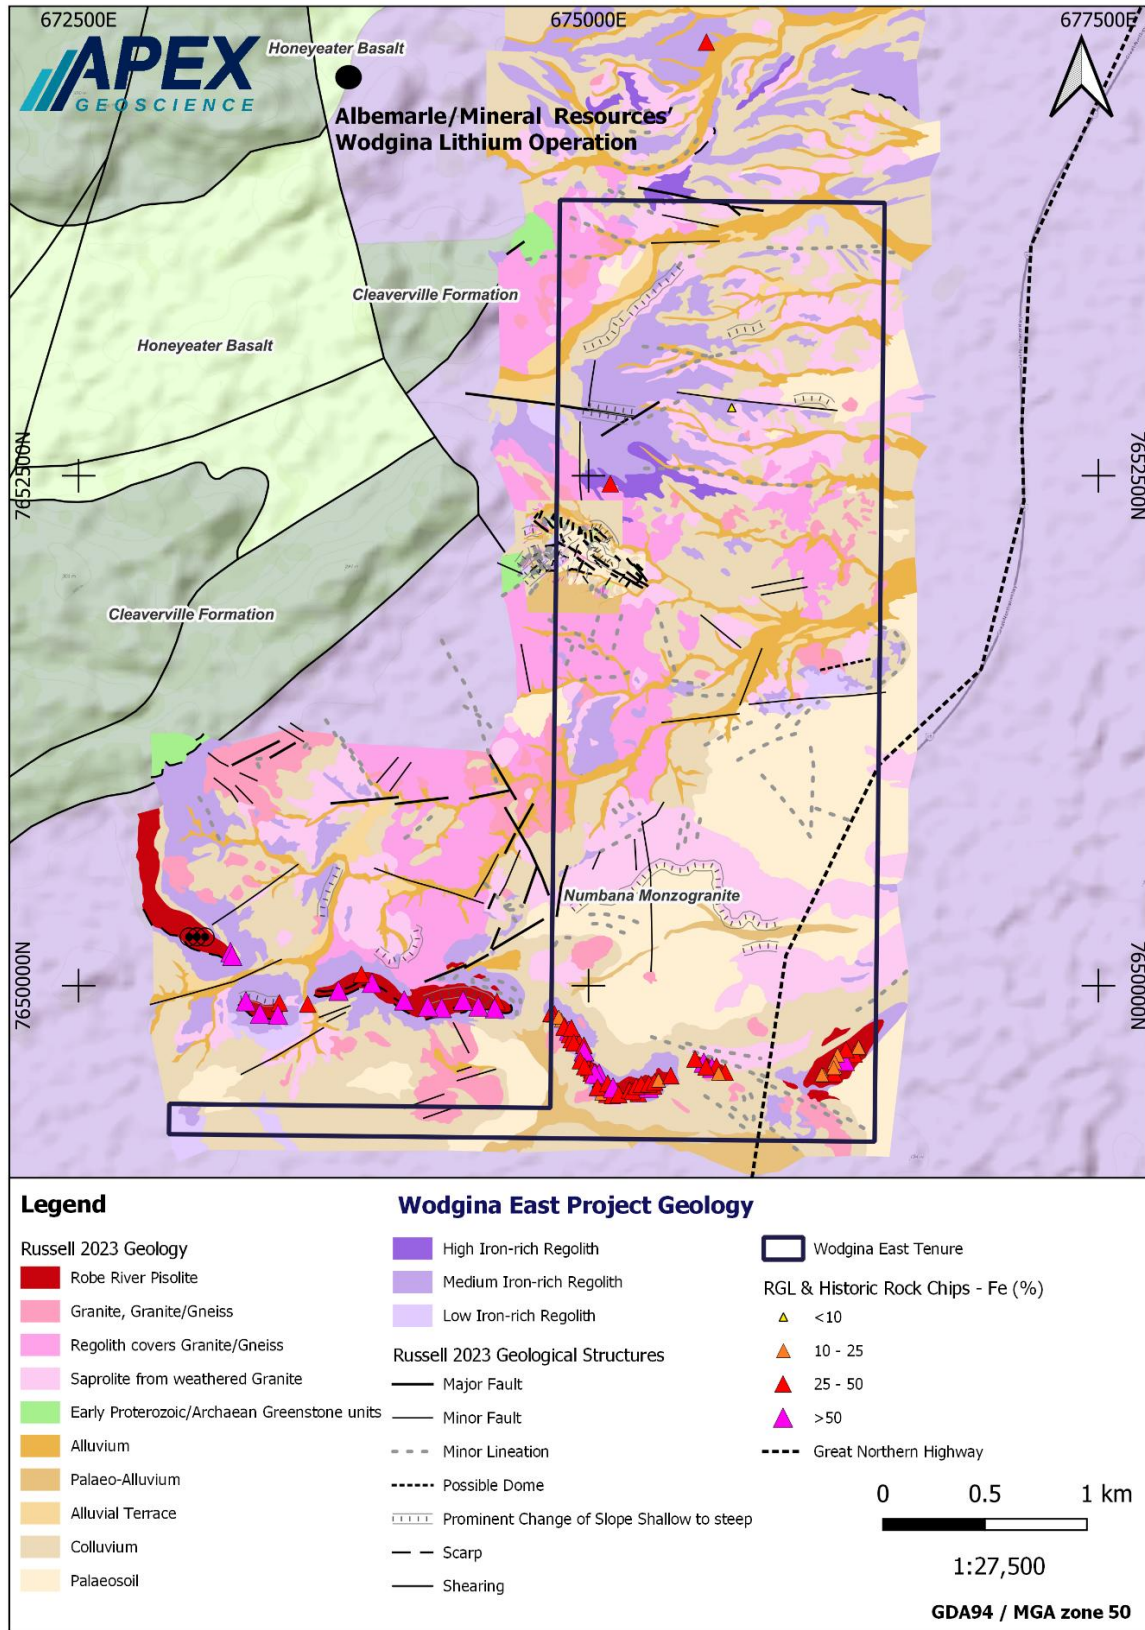 672500E
675000E
677500E
APEX
GEOSCIENCE
Honeyeater Basalt
Albemarle/Mineral Resources'
Wodgina Lithium Operation
Cleaverville Formation
Honeyeater Basalt
7652500N
7652500N
Cleaverville Formation
Numbana Monzogranite
7650000N
7650000N
Legend
Wodgina East Project Geology
Russell 2023 Geology
Robe River Pisolite
Granite, Granite/Gneiss
Regolith covers Granite/Gneiss
Saprolite from weathered Granite
Early Proterozoic/Archaean Greenstone units
Alluvium
Palaeo-Alluvium
Alluvial Terrace
Colluvium
Palaeosoil
High Iron-rich Regolith
Medium Iron-rich Regolith
Low Iron-rich Regolith
Russell 2023 Geological Structures
Major Fault
Minor Fault
Minor Lineation
Possible Dome
Prominent Change of Slope Shallow to steep
Scarp
Shearing
Wodgina East Tenure
RGL & Historic Rock Chips - Fe (%)
<10
10 - 25
25 - 50
>50
Great Northern Highway
0 0.5 1 km
1:27,500
GDA94 / MGA zone 50